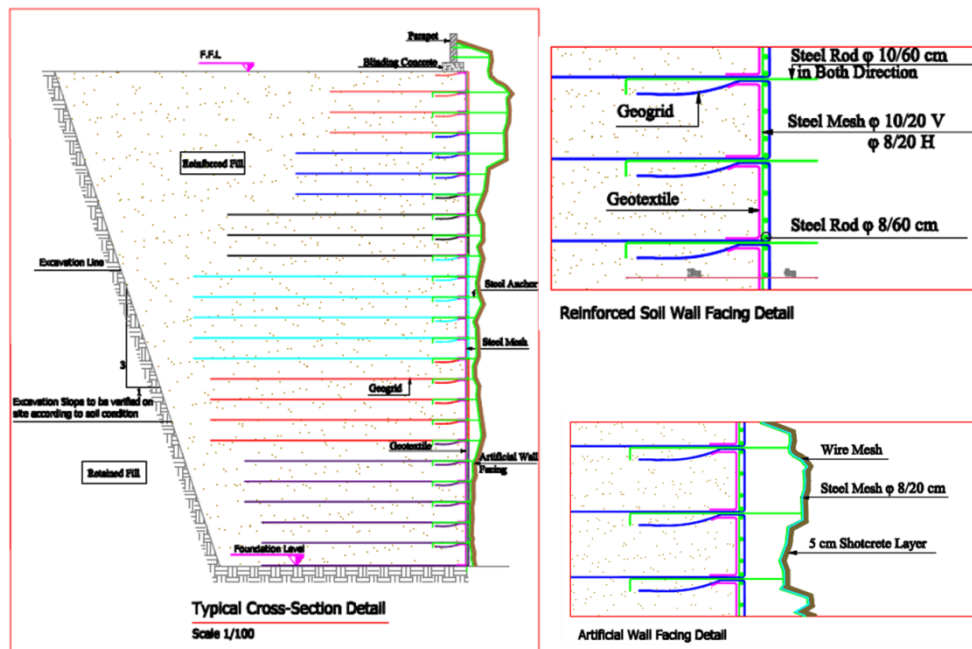 Parapet
F.F.L
Blinding Concrete
Reinforced Fill
Excavation Line
Steel Anchor
Steel Mesh
3
1
Geogrid
Excavation Slope to be verified on
site according to soil condition
Geotextile
Artificial Wall
Facing
Retained Fill
Foundation Level
Typical Cross-Section Detail
Scale 1/100
Steel Rod φ 10/60 cm
in Both Direction
Geogrid
Steel Mesh φ 10/20 V
φ 8/20 H
Geotextile
Steel Rod φ 8/60 cm
Reinforced Soil Wall Facing Detail
Wire Mesh
Steel Mesh φ 8/20 cm
5 cm Shotcrete Layer
Artificial Wall Facing Detail